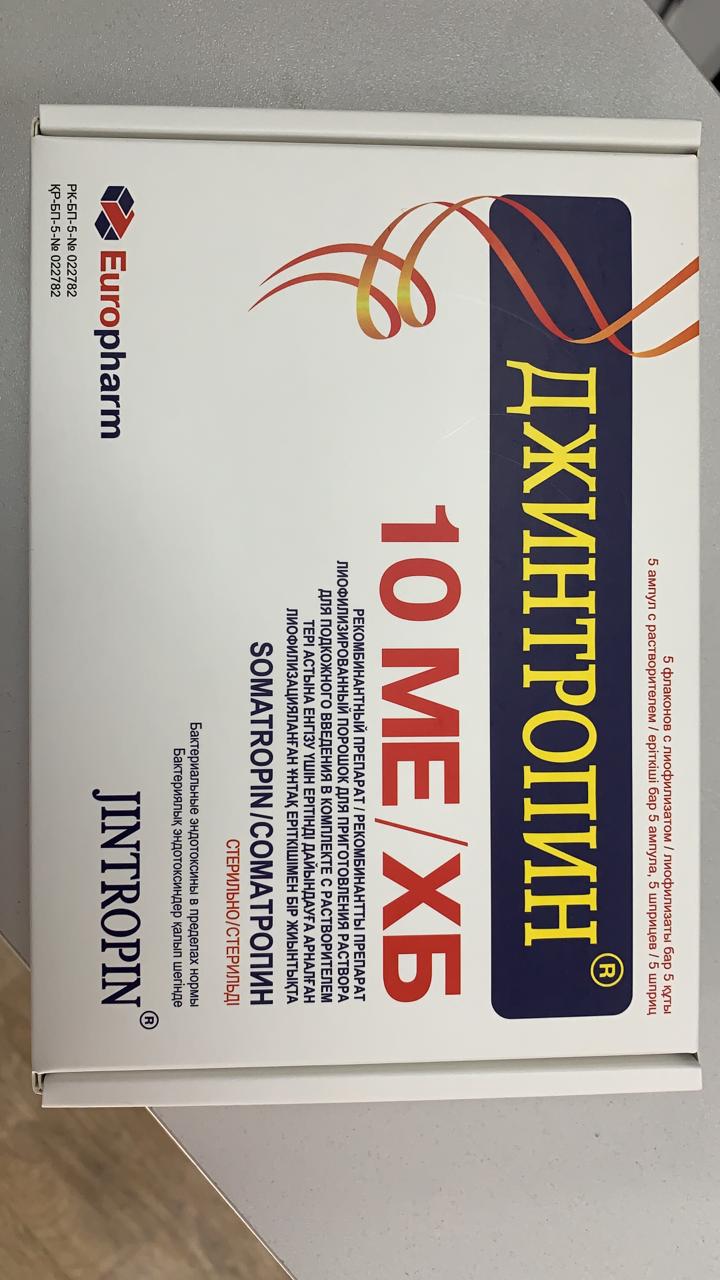 5 флаконов с лиофилизатом / лиофилизаты бар 5 құты
5 ампул с растворителем / еріткіші бар 5 ампула, 5 шприцев / 5 шприц
ДЖИНТРОПИН®
10 МЕ/ХБ
РЕКОМБИНАНТНЫЙ ПРЕПАРАТ / РЕКОМБИНАНТТЫ ПРЕПАРАТ
ЛИОФИЛИЗИРОВАННЫЙ ПОРОШОК ДЛЯ ПРИГОТОВЛЕНИЯ РАСТВОРА
ДЛЯ ПОДКОЖНОГО ВВЕДЕНИЯ В КОМПЛЕКТЕ С РАСТВОРИТЕЛЕМ
ТЕРІ АСТЫНА ЕНГІЗУ ҮШІН ЕРІТІНДІ ДАЙЫНДАУҒА АРНАЛҒАН
ЛИОФИЛИЗАЦИЯЛАНҒАН ҰНТАҚ ЕРІТКІШІМЕН БІР ЖИЫНТЫҚТА
SOMATROPIN/СОМАТРОПИН
СТЕРИЛЬНО/СТЕРИЛЬДІ
Бактериальные эндотоксины в пределах нормы
Бактериялық эндотоксиндер қалып шегінде
Europharm
JINTROPIN®
РК-БП-5-№ 022782
ҚР-БП-5-№ 022782